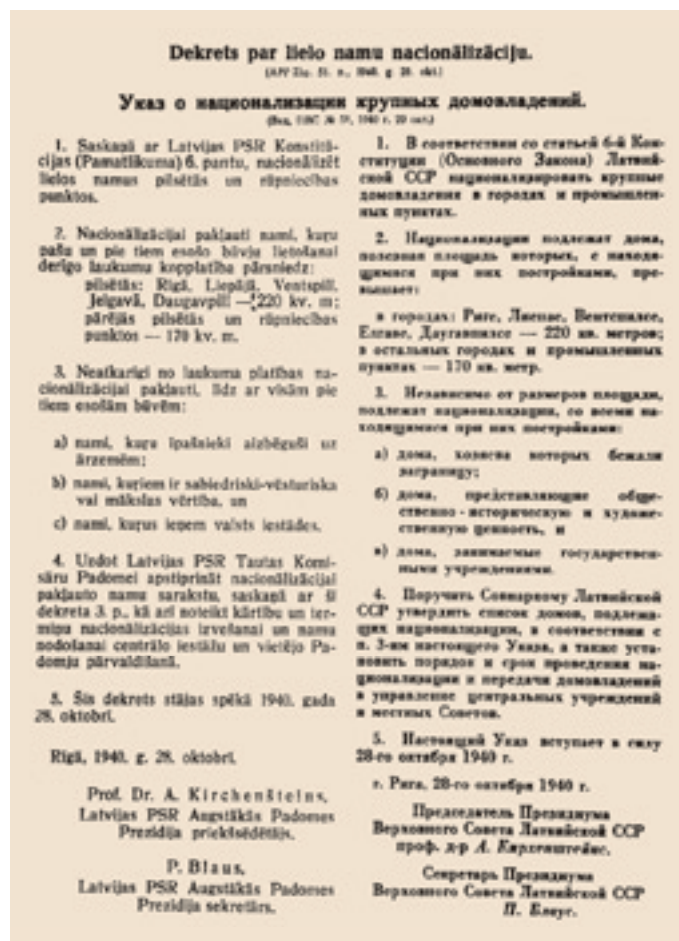 Dekrets par lielo namu nacionālizāciju.
Указ о национализации крупных домовладений.
1. Saskaņā ar Latvijas PSR Konstitū-
cijas (Pamatlikuma) 6. pantu, nacionālizēt
lielos namus pilsētās un rūpniecības
punktos.
2. Nacionālizācijai pakļauti nami, kuŗu
pašu un pie tiem esošo būvju lietošanai
derīgo laukumu kopplatība pārsniedz:
pilsētās: Rīgā, Liepājā, Ventspilī,
Jelgavā, Daugavpilī — 220 kv. m;
pārējās pilsētās un rūpniecības
punktos — 170 kv. m.
3. Neatkarīgi no laukuma platības na-
cionālizācijai pakļauti, līdz ar visām pie
tiem esošām būvēm:
a) nami, kuŗu īpašnieki aizbēguši uz
ārzemēm;
b) nami, kuŗiem ir sabiedriski-vēsturiska
vai mākslas vērtība, un
c) nami, kuŗus ieņem valsts iestādes.
4. Uzdot Latvijas PSR Tautas Komi-
sāru Padomei apstiprināt nacionālizācijai
pakļauto namu sarakstu, saskaņā ar šī
dekreta 3. p., kā arī noteikt kārtību un ter-
miņu nacionālizācijas izvešanai un namu
nodošanai centrālo iestāžu un vietējo Pa-
domju pārvaldīšanā.
5. Šis dekrets stājas spēkā 1940. gada
28. oktobrī.
Rīgā, 1940. g. 28. oktobrī.
Prof. Dr. A. Kirchenšteins,
Latvijas PSR Augstākās Padomes
Prezidija priekšsēdētājs.
P. Blaus,
Latvijas PSR Augstākās Padomes
Prezidija sekretārs.
1. В соответствии со статьей 6-й Кон-
ституции (Основного Закона) Латвий-
ской ССР национализировать крупные
домовладения в городах и промышлен-
ных пунктах.
2. Национализации подлежат дома,
полезная площадь которых, с находя-
щимися при них постройками, пре-
вышает:
в городах: Риге, Лиепае, Вентспилсе,
Елгаве, Даугавпилсе — 220 кв. метров;
в остальных городах и промышленных
пунктах — 170 кв. метр.
3. Независимо от размеров площади,
подлежат национализации, со всеми на-
ходящимися при них постройками:
а) дома, хозяева которых бежали
заграницу;
б) дома, представляющие обще-
ственно-историческую и художе-
ственную ценность, и
в) дома, занимаемые государствен-
ными учреждениями.
4. Поручить Совнаркому Латвийской
ССР утвердить список домов, подлежа-
щих национализации, в соответствии с
п. 3-им настоящего Указа, а также уста-
новить порядок и срок проведения на-
ционализации и передачи домовладений
в управление центральных учреждений
и местных Советов.
5. Настоящий Указ вступает в силу
28-го октября 1940 г.
г. Рига, 28-го октября 1940 г.
Председатель Президиума
Верховного Совета Латвийской ССР
проф. д-р А. Кирхенштейнс.
Секретарь Президиума
Верховного Совета Латвийской ССР
П. Блаус.